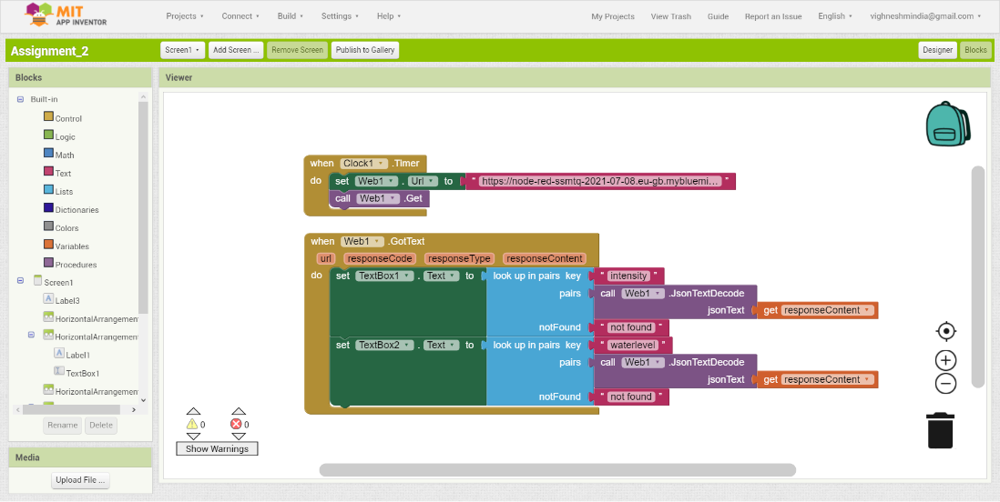 MIT APP INVENTOR
Projects Connect Build Settings Help My Projects View Trash Guide Report an Issue English vighneshmindia@gmail.com
Assignment_2 Screen1 Add Screen ... Remove Screen Publish to Gallery Designer Blocks
Blocks
Viewer
Built-in
Control
Logic
Math
Text
Lists
Dictionaries
Colors
Variables
Procedures
Screen1
Label3
HorizontalArrangemen
HorizontalArrangemen
Label1
TextBox1
HorizontalArrangemen
Rename Delete
Media
Upload File ...
when Clock1 .Timer
do set Web1 . Url to " https://node-red-ssmtq-2021-07-08.eu-gb.mybluemi... "
call Web1 .Get
when Web1 .GotText
url responseCode responseType responseContent
do set TextBox1 . Text to look up in pairs key " intensity "
pairs call Web1 .JsonTextDecode
jsonText get responseContent
notFound " not found "
set TextBox2 . Text to look up in pairs key " waterlevel "
pairs call Web1 .JsonTextDecode
jsonText get responseContent
notFound " not found "
0 0
Show Warnings